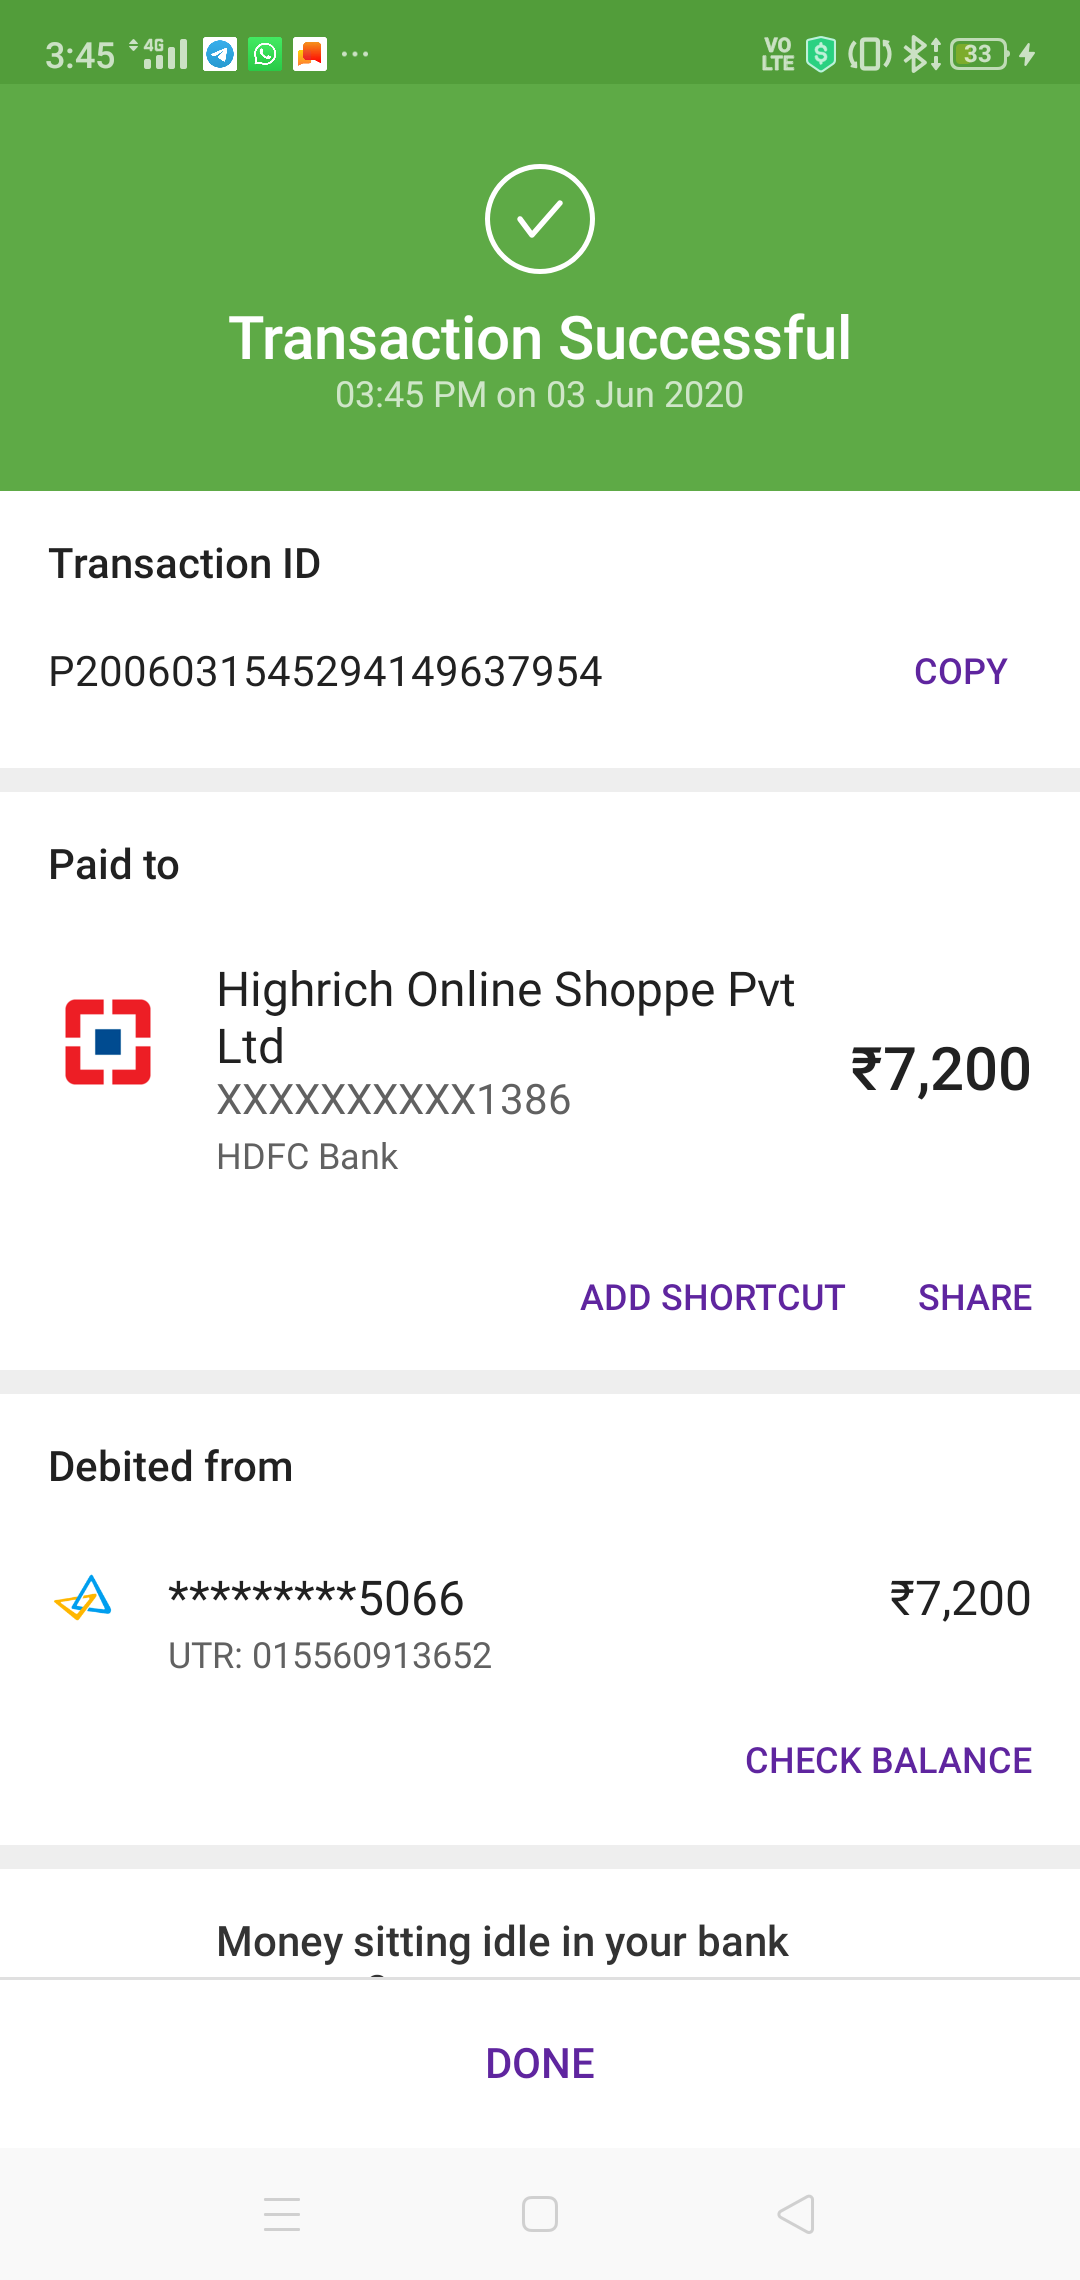 3:45 4G VO LTE 33
Transaction Successful
03:45 PM on 03 Jun 2020
Transaction ID
P2006031545294149637954 COPY
Paid to
Highrich Online Shoppe Pvt
Ltd
₹7,200
XXXXXXXXXX1386
HDFC Bank
ADD SHORTCUT SHARE
Debited from
*********5066 ₹7,200
UTR: 015560913652
CHECK BALANCE
Money sitting idle in your bank
DONE